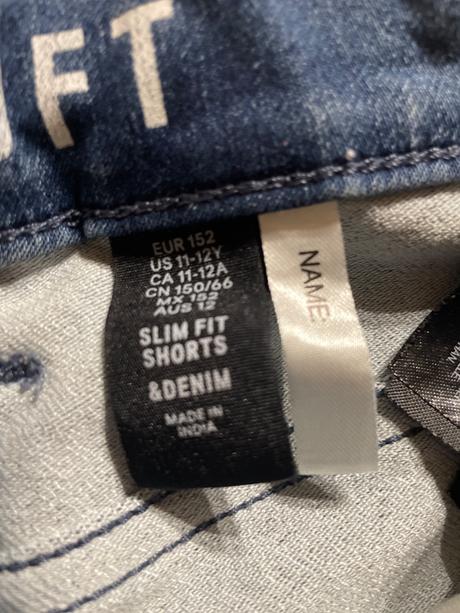 FT
EUR 152
US 11-12Y
CA 11-12A
CN 150/66
MX 152
AUS 12
SLIM FIT
SHORTS
&DENIM
MADE IN
INDIA
NAME: